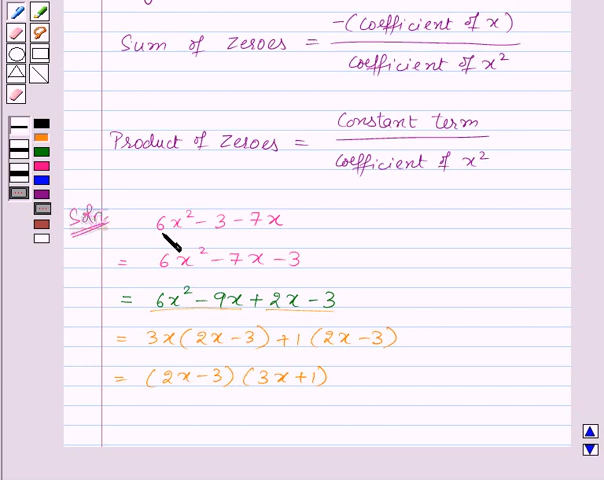 Sum of Zeroes = -(Coefficient of x) / Coefficient of x²
Product of Zeroes = Constant term / Coefficient of x²
Soln: 6x² - 3 - 7x
= 6x² - 7x - 3
= 6x² - 9x + 2x - 3
= 3x(2x - 3) + 1(2x - 3)
= (2x - 3)(3x + 1)